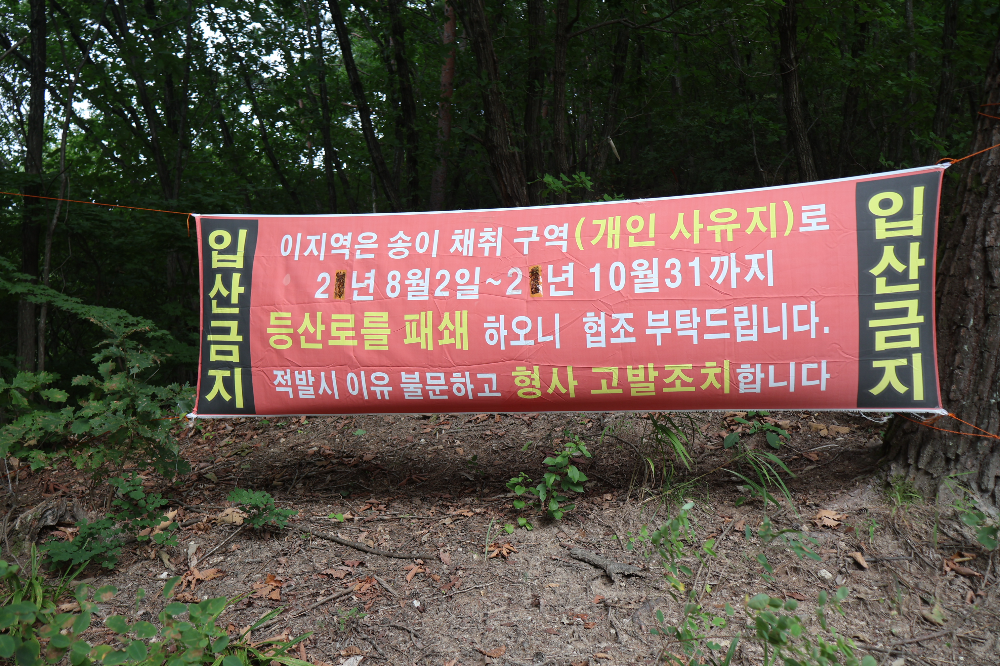 입산금지
이지역은 송이 채취 구역(개인 사유지)로
2년 8월2일~2년 10월31까지
등산로를 패쇄 하오니 협조 부탁드립니다.
적발시 이유 불문하고 형사 고발조치합니다
입산금지